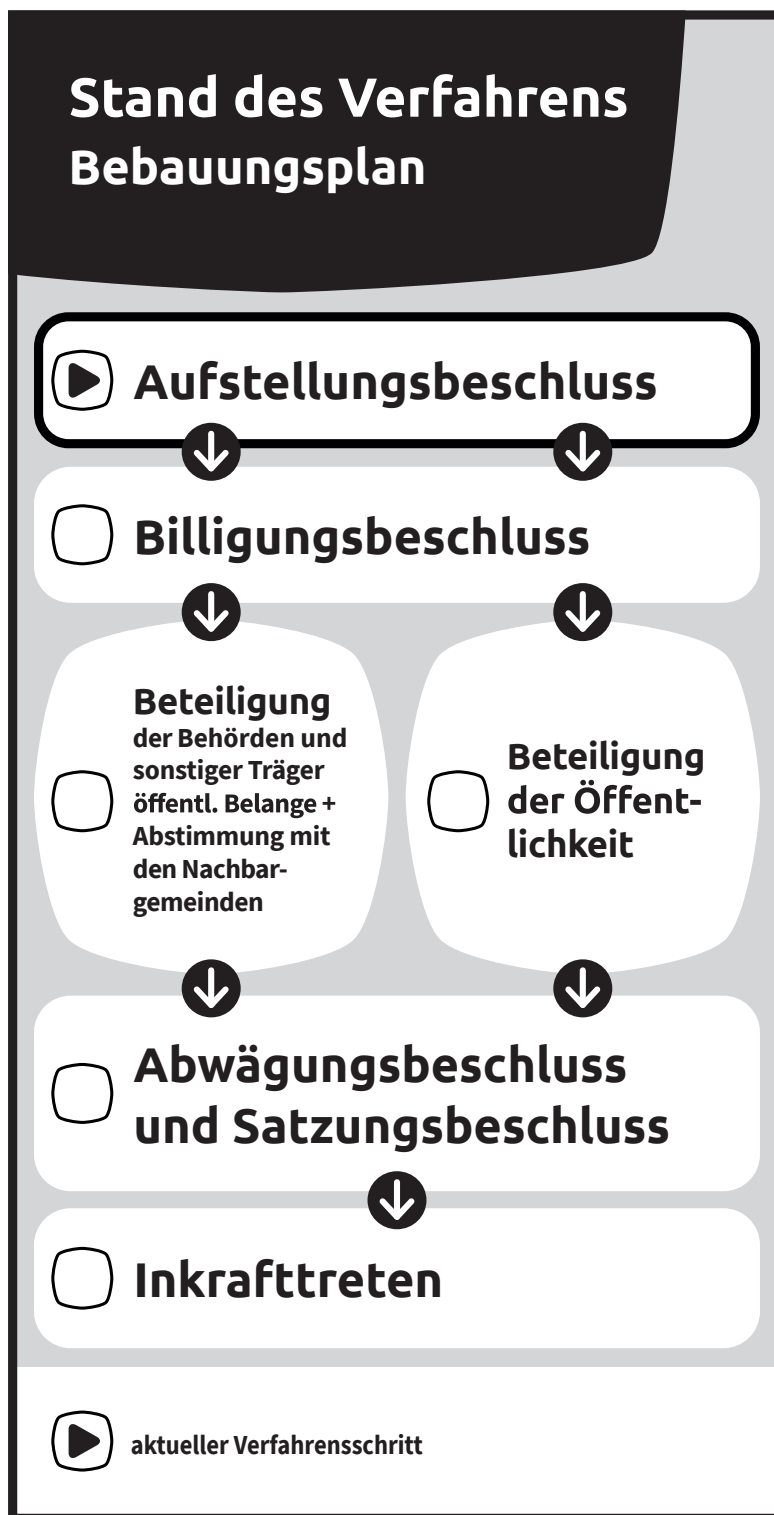 Stand des Verfahrens
Bebauungsplan
Aufstellungsbeschluss
Billigungsbeschluss
Beteiligung
der Behörden und
sonstiger Träger
öffentl. Belange +
Abstimmung mit
den Nachbar-
gemeinden
Beteiligung
der Öffent-
lichkeit
Abwägungsbeschluss
und Satzungsbeschluss
Inkrafttreten
aktueller Verfahrensschritt